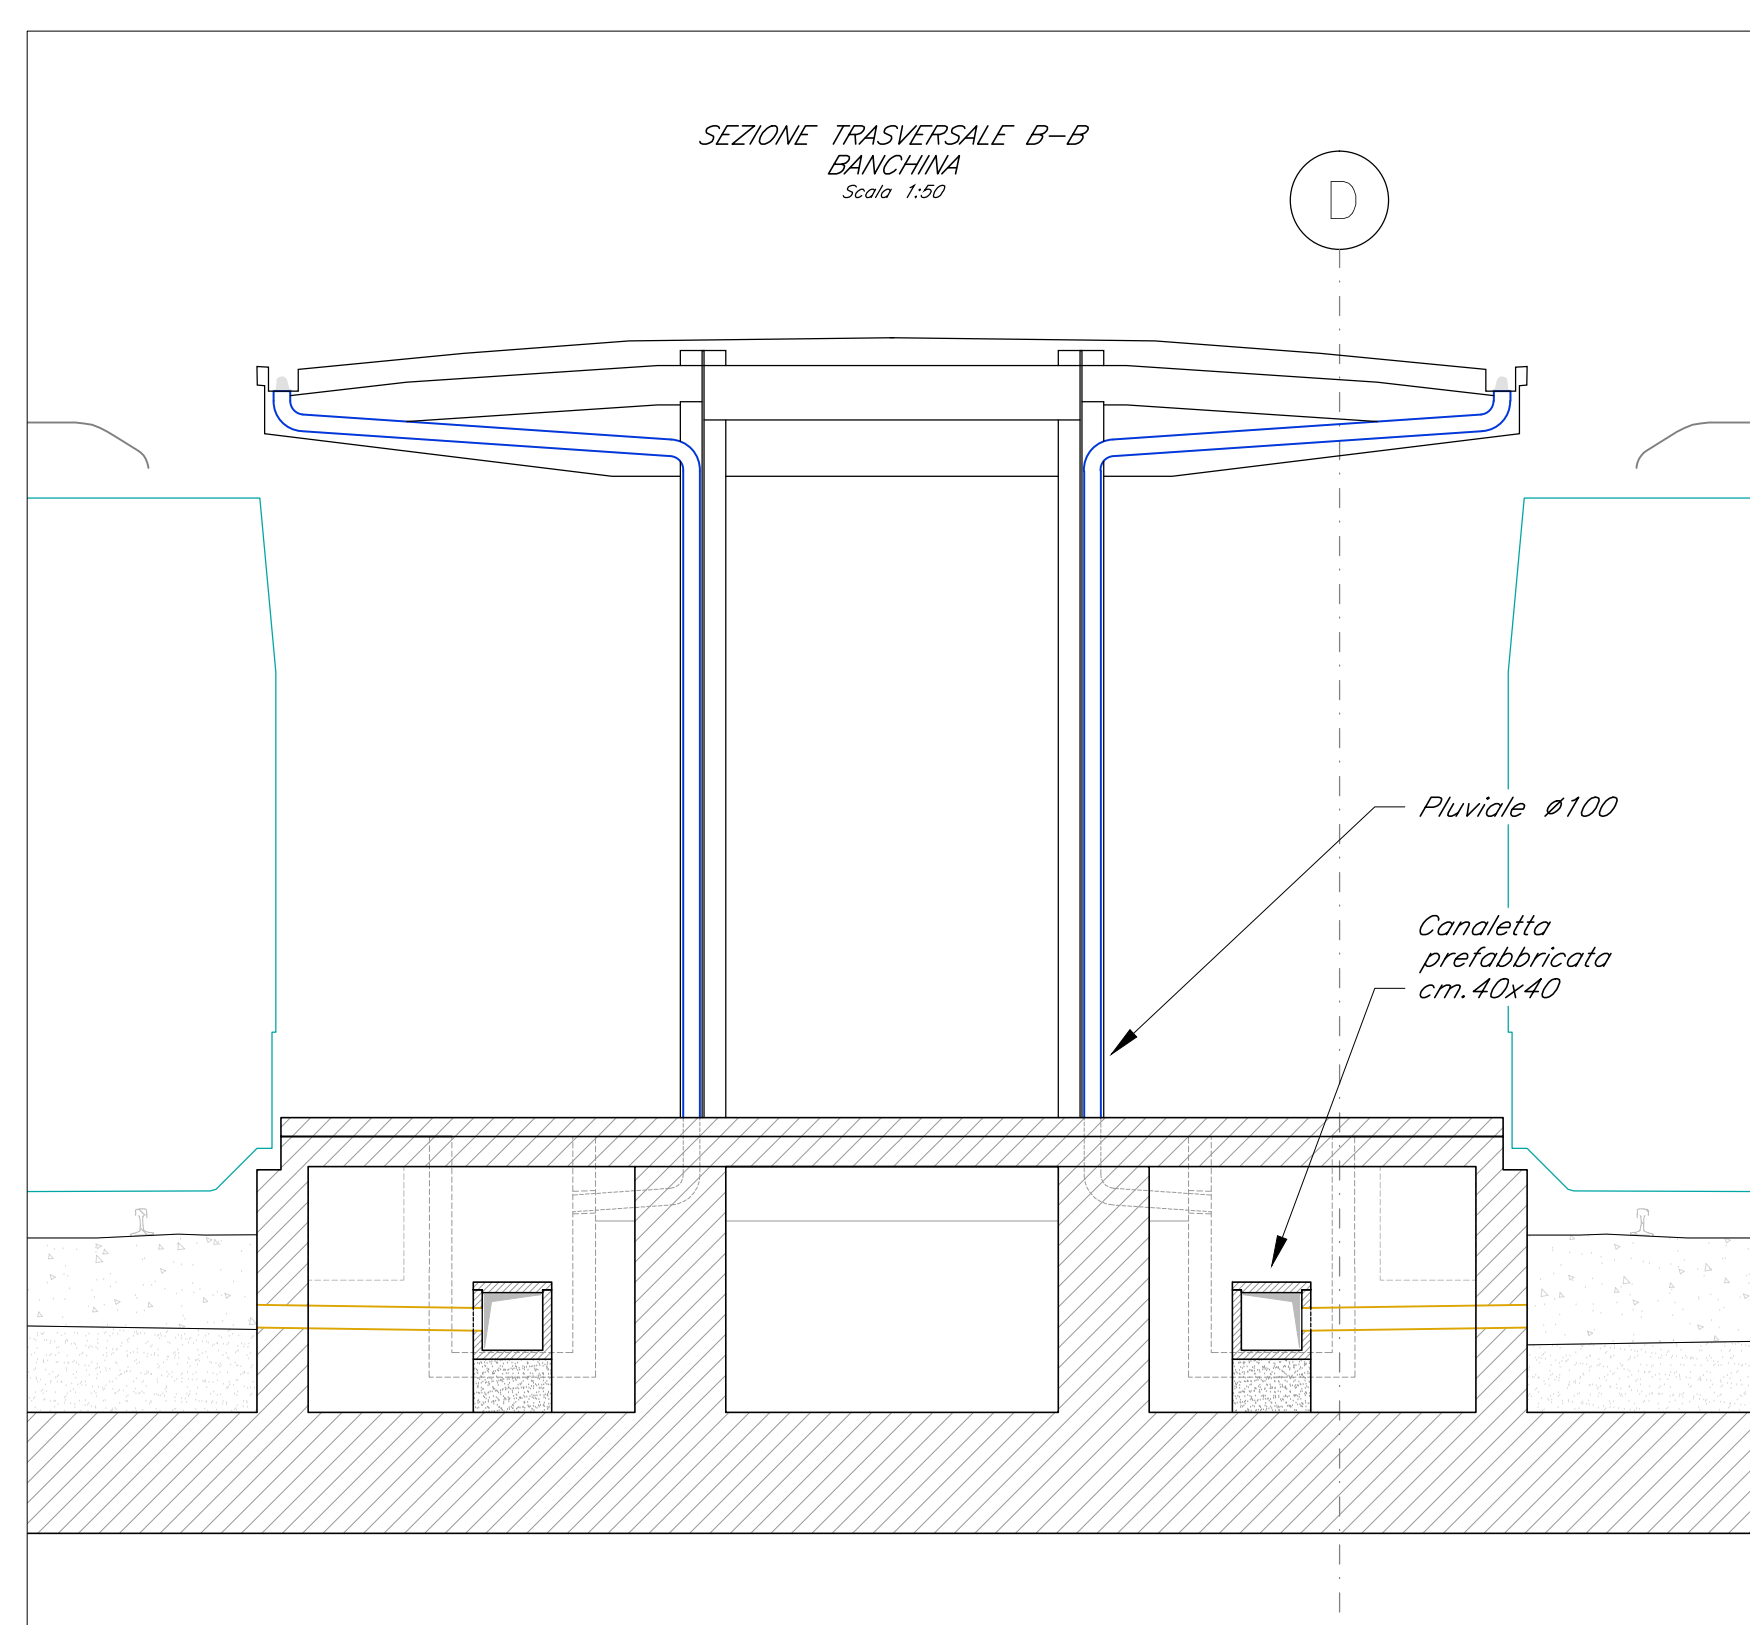 SEZIONE TRASVERSALE B-B
BANCHINA
Scala 1:50
D
Pluviale ø100
Canaletta
prefabbricata
cm.40x40